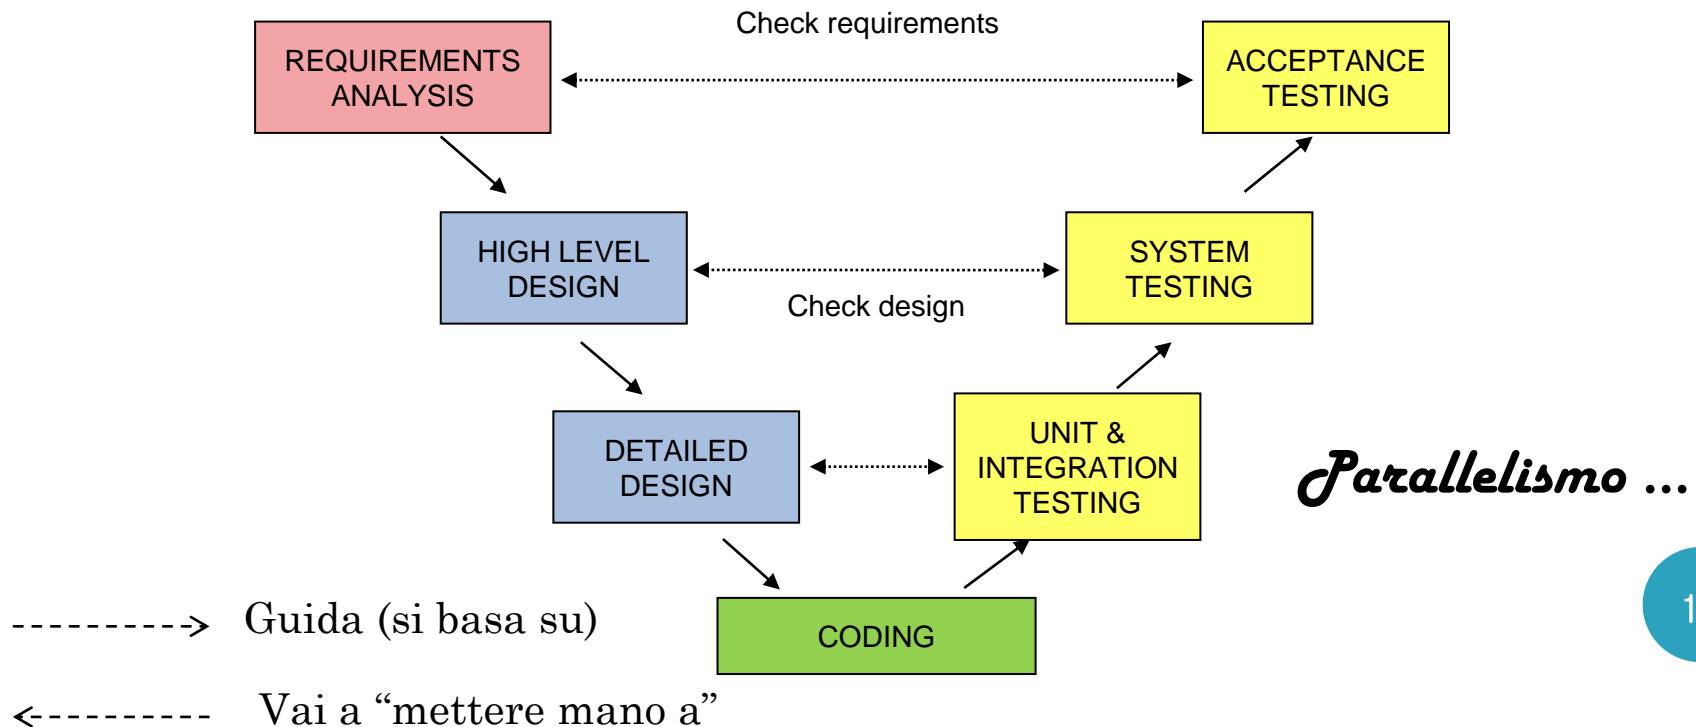 Check requirements
REQUIREMENTS
ANALYSIS
ACCEPTANCE
TESTING
HIGH LEVEL
DESIGN
SYSTEM
TESTING
Check design
DETAILED
DESIGN
UNIT &
INTEGRATION
TESTING
Parallelismo ...
Guida (si basa su)
CODING
1
Vai a “mettere mano a”